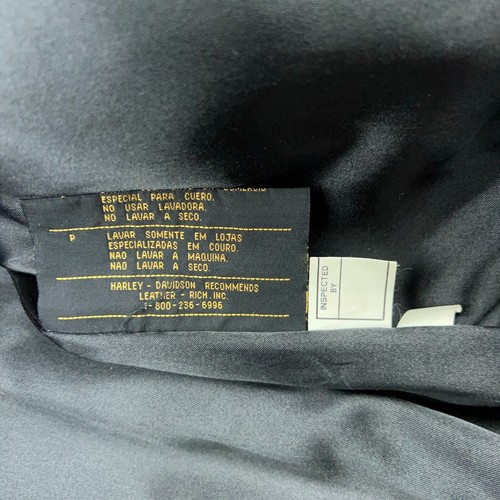 COMERCIO
ESPECIAL PARA CUERO.
NO USAR LAVADORA.
NO LAVAR A SECO.
P LAVAR SOMENTE EM LOJAS
ESPECIALIZADAS EM COURO.
NAO LAVAR A MAQUINA.
NAO LAVAR A SECO.
HARLEY - DAVIDSON RECOMMENDS
LEATHER - RICH, INC.
1-800-236-6996
INSPECTED
BY